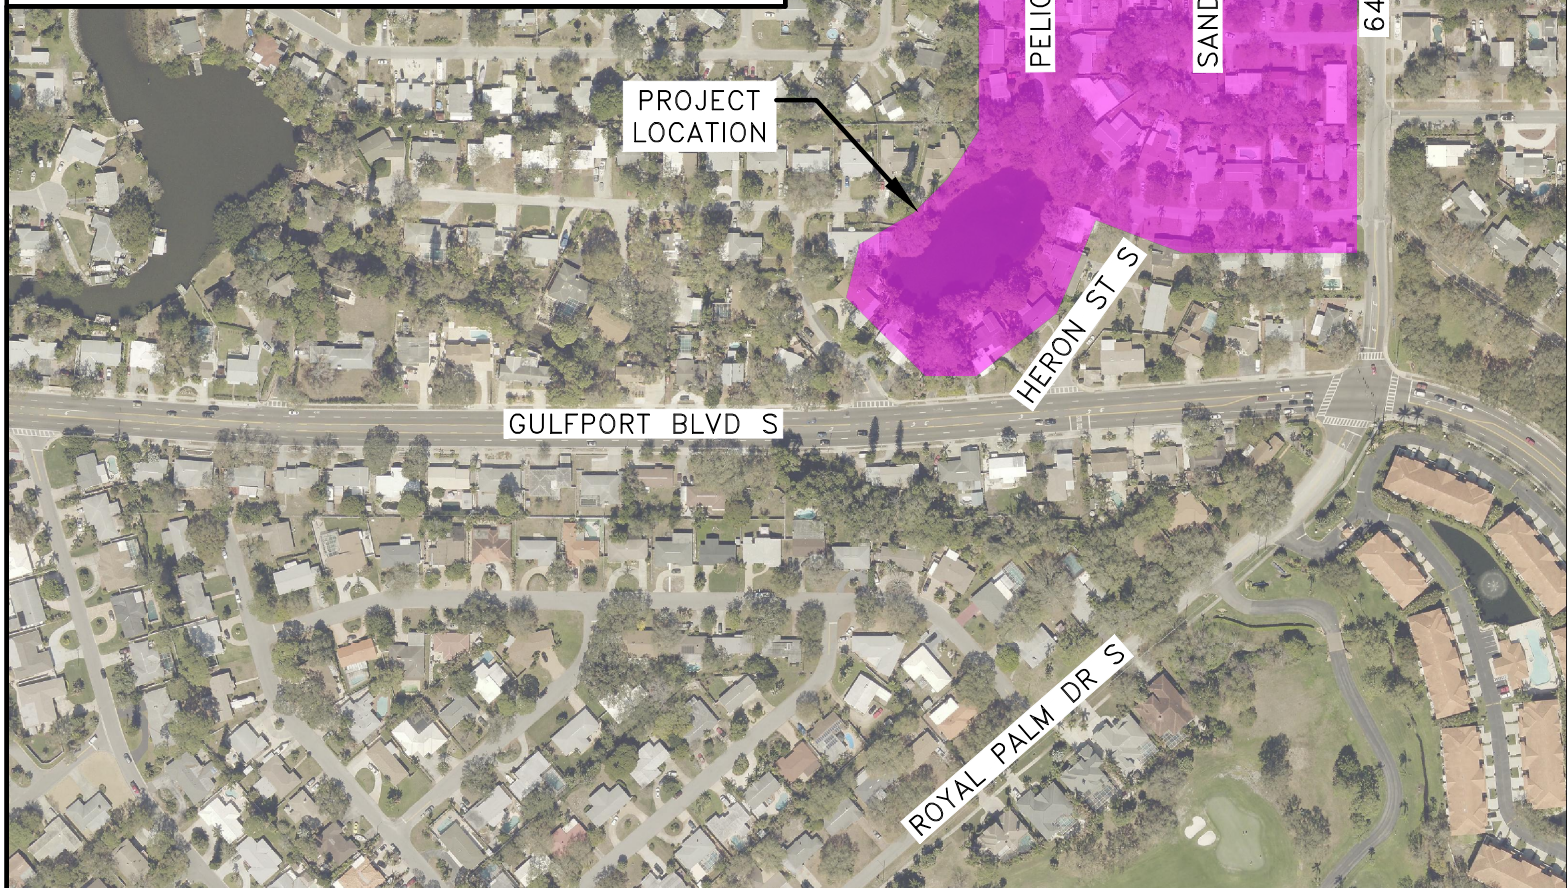 PROJECT
LOCATION
GULFPORT BLVD S
HERON ST S
ROYAL PALM DR S